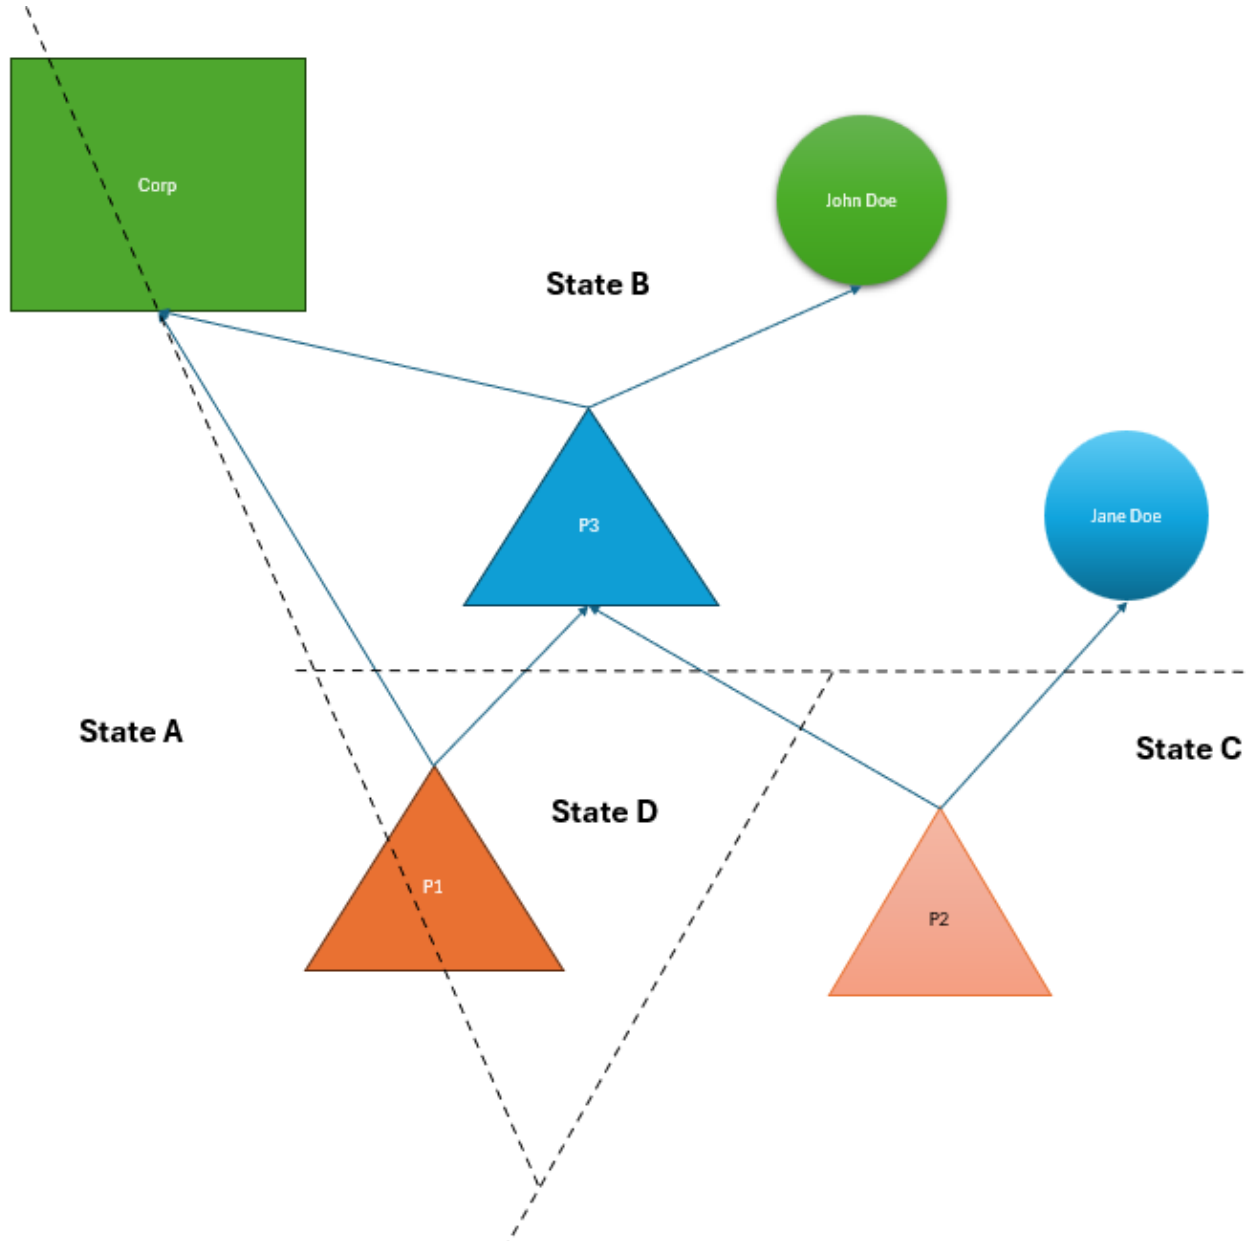 Corp
John Doe
State B
P3
Jane Doe
State A
State C
State D
P1
P2